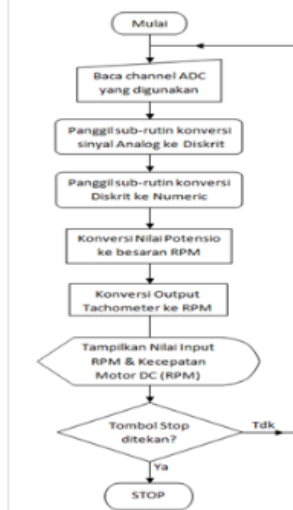 Mulai
Baca channel ADC
yang digunakan
Panggil sub-rutin konversi
sinyal Analog ke Diskrit
Panggil sub-rutin konversi
Diskrit ke Numeric
Konversi Nilai Potensio
ke besaran RPM
Konversi Output
Tachometer ke RPM
Tampilkan Nilai Input
RPM & Kecepatan
Motor DC (RPM)
Tombol Stop
ditekan?
Tdk
Ya
STOP